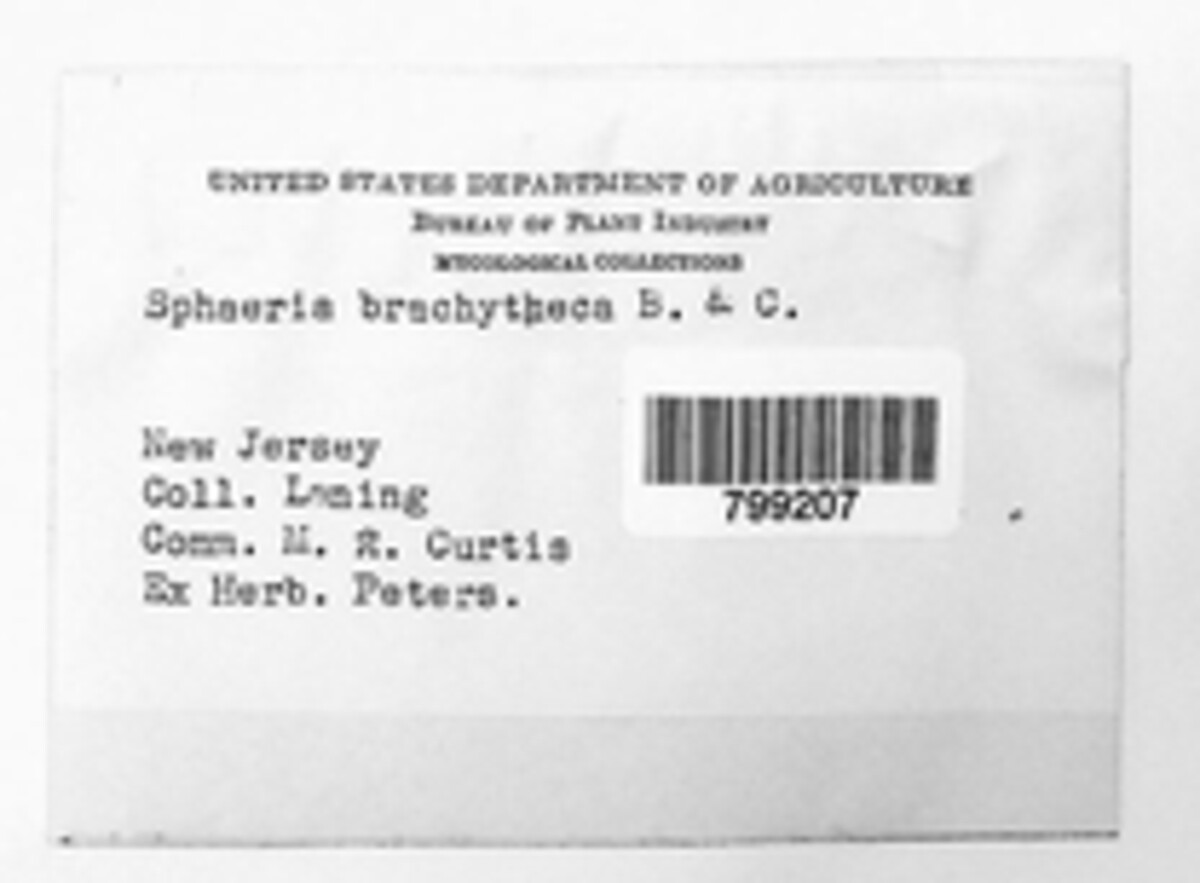 UNITED STATES DEPARTMENT OF AGRICULTURE
BUREAU OF PLANT INDUSTRY
MYCOLOGICAL COLLECTIONS
Sphaeria brachytheca B. & C.
New Jersey
799207
Coll.
Comm. M. A. Curtis
Ex Herb. Peters.